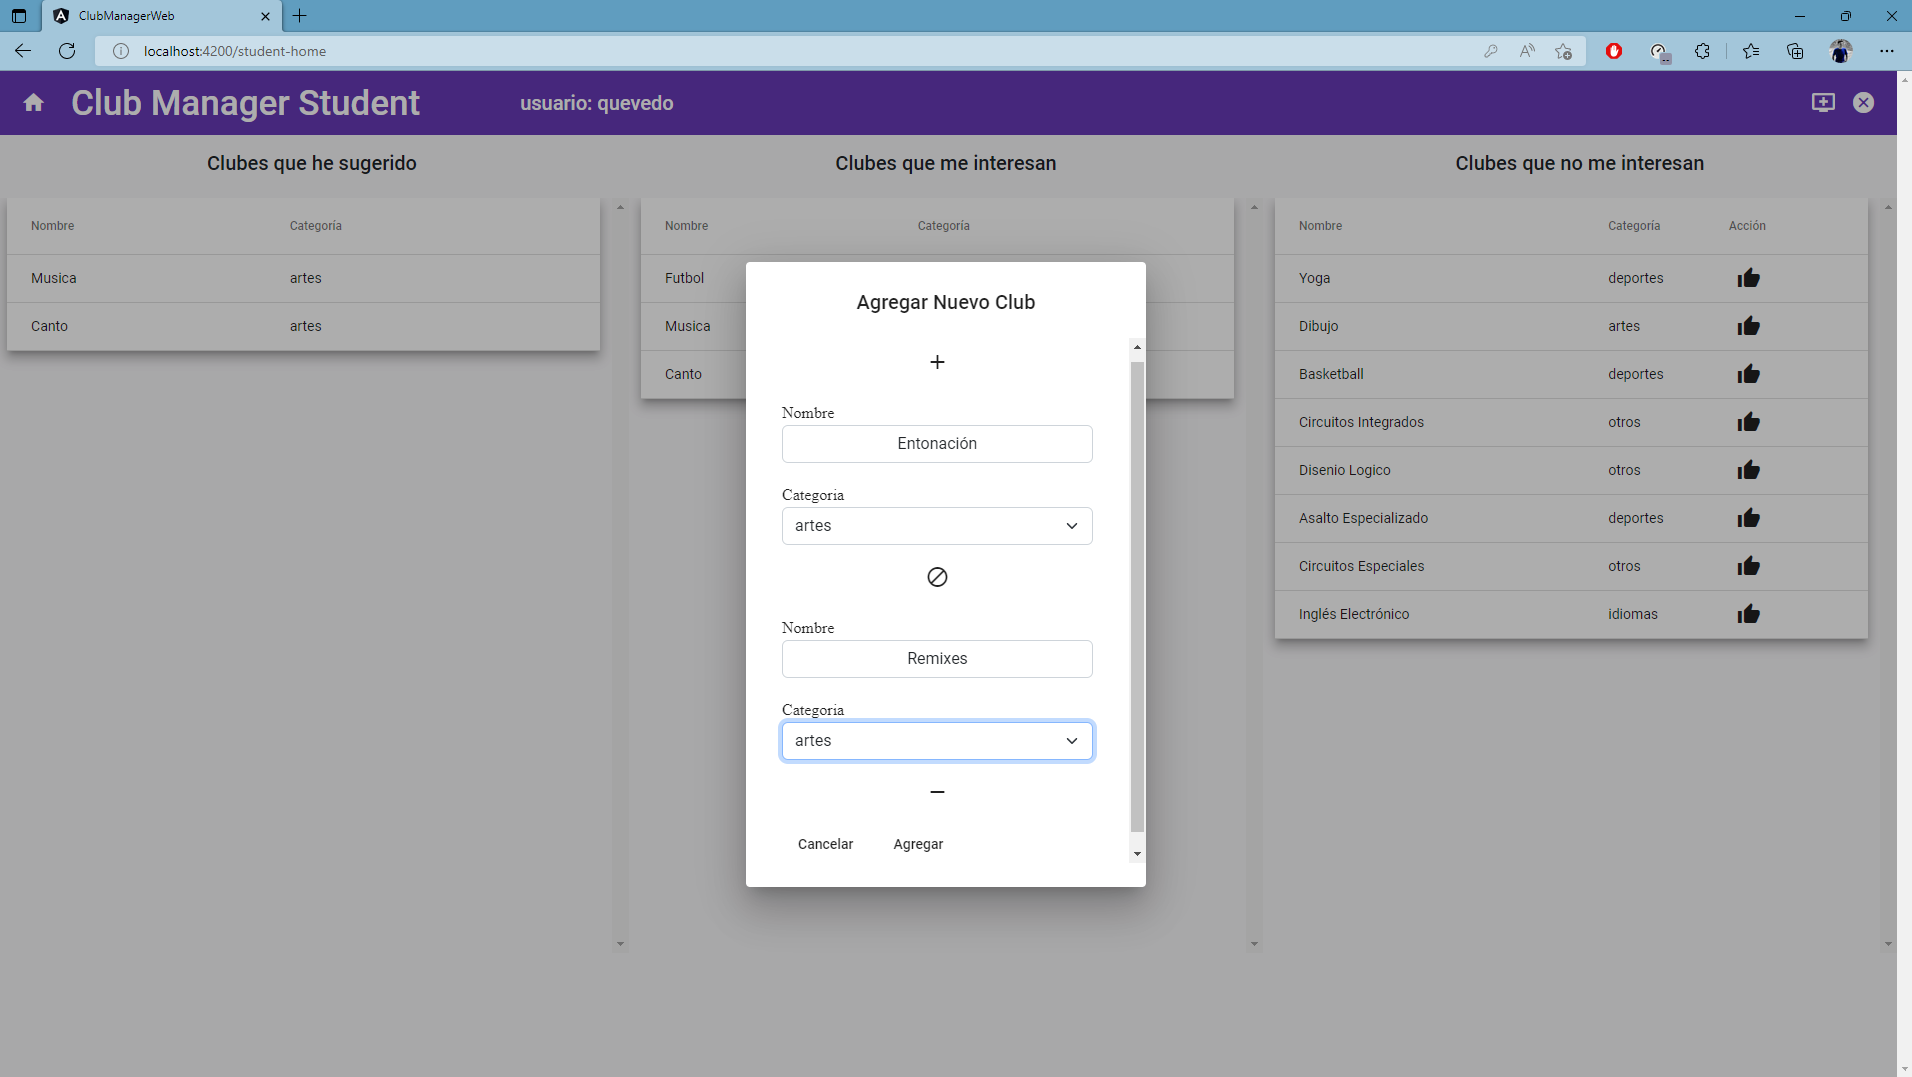 ClubManagerWeb
localhost:4200/student-home
Club Manager Student
usuario: quevedo
Clubes que he sugerido
Nombre Categoría
Musica artes
Canto artes
Clubes que me interesan
Nombre Categoría
Futbol
Musica
Canto
Clubes que no me interesan
Nombre Categoría Acción
Yoga deportes
Dibujo artes
Basketball deportes
Circuitos Integrados otros
Disenio Logico otros
Asalto Especializado deportes
Circuitos Especiales otros
Inglés Electrónico idiomas
Agregar Nuevo Club
Nombre
Entonación
Categoria
artes
Nombre
Remixes
Categoria
artes
Cancelar Agregar